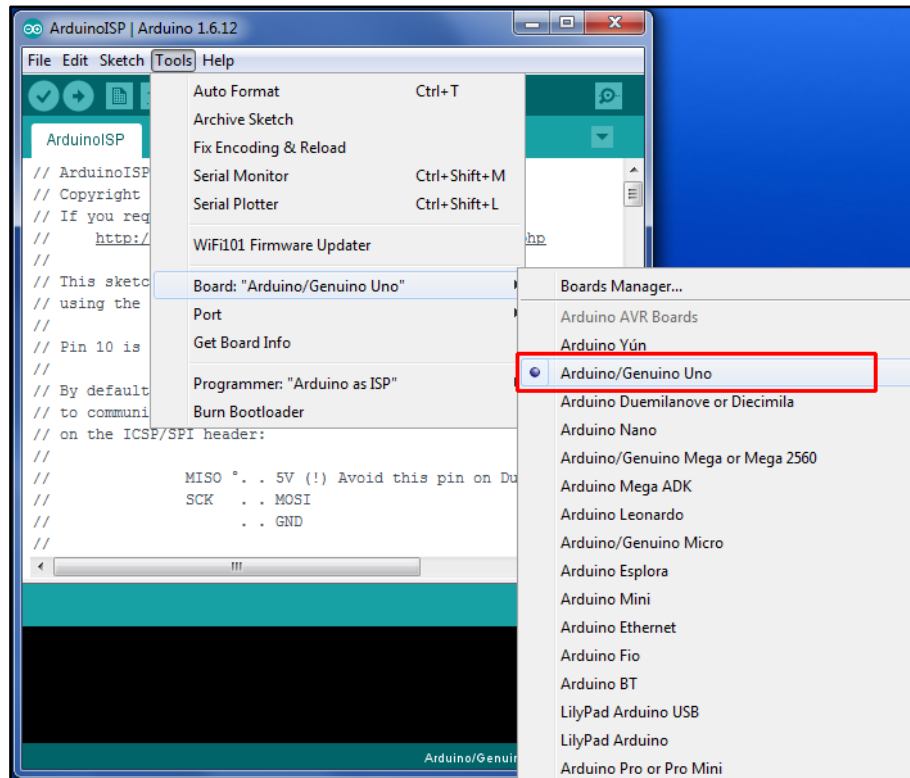 ArduinoISP | Arduino 1.6.12
File Edit Sketch Tools Help
ArduinoISP
Auto Format Ctrl+T
Archive Sketch
Fix Encoding & Reload
Serial Monitor Ctrl+Shift+M
Serial Plotter Ctrl+Shift+L
WiFi101 Firmware Updater
Board: "Arduino/Genuino Uno"
Port
Get Board Info
Programmer: "Arduino as ISP"
Burn Bootloader
// ArduinoISP
// Copyright
// If you req
// http:/ hp
//
// This sketc
// using the
//
// Pin 10 is
//
// By default
// to communi
// on the ICSP/SPI header:
//
// MISO °. . 5V (!) Avoid this pin on Du
// SCK . . MOSI
// . . GND
//
Boards Manager...
Arduino AVR Boards
Arduino Yún
Arduino/Genuino Uno
Arduino Duemilanove or Diecimila
Arduino Nano
Arduino/Genuino Mega or Mega 2560
Arduino Mega ADK
Arduino Leonardo
Arduino/Genuino Micro
Arduino Esplora
Arduino Mini
Arduino Ethernet
Arduino Fio
Arduino BT
LilyPad Arduino USB
LilyPad Arduino
Arduino Pro or Pro Mini
Arduino/Genuin